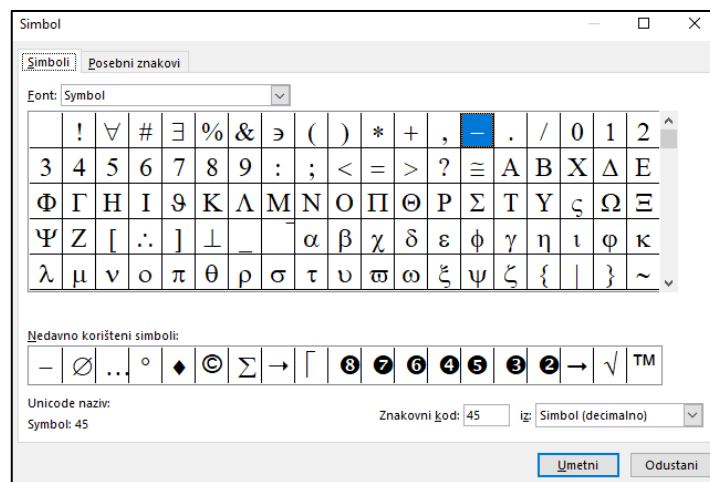 Simbol
Simboli Posebni znakovi
Font: Symbol
! ∀ # ∃ % & ∍ ( ) ∗ + , − . / 0 1 2
3 4 5 6 7 8 9 : ; < = > ? ≅ Α Β Χ Δ Ε
Φ Γ Η Ι ϑ Κ Λ Μ Ν Ο Π Θ Ρ Σ Τ Υ ς Ω Ξ
Ψ Ζ [ ∴ ] ⊥ _ ‾ α β χ δ ε ϕ γ η ι φ κ
λ μ ν ο π θ ρ σ τ υ ϖ ω ξ ψ ζ { | } ~
Nedavno korišteni simboli:
− ∅ … ° ♦ © ∑ → ⎡ ❽ ❼ ❻ ❹ ❺ ❸ ❷ → √ ™
Unicode naziv:
Symbol: 45
Znakovni kod: 45 iz: Simbol (decimalno)
Umetni Odustani